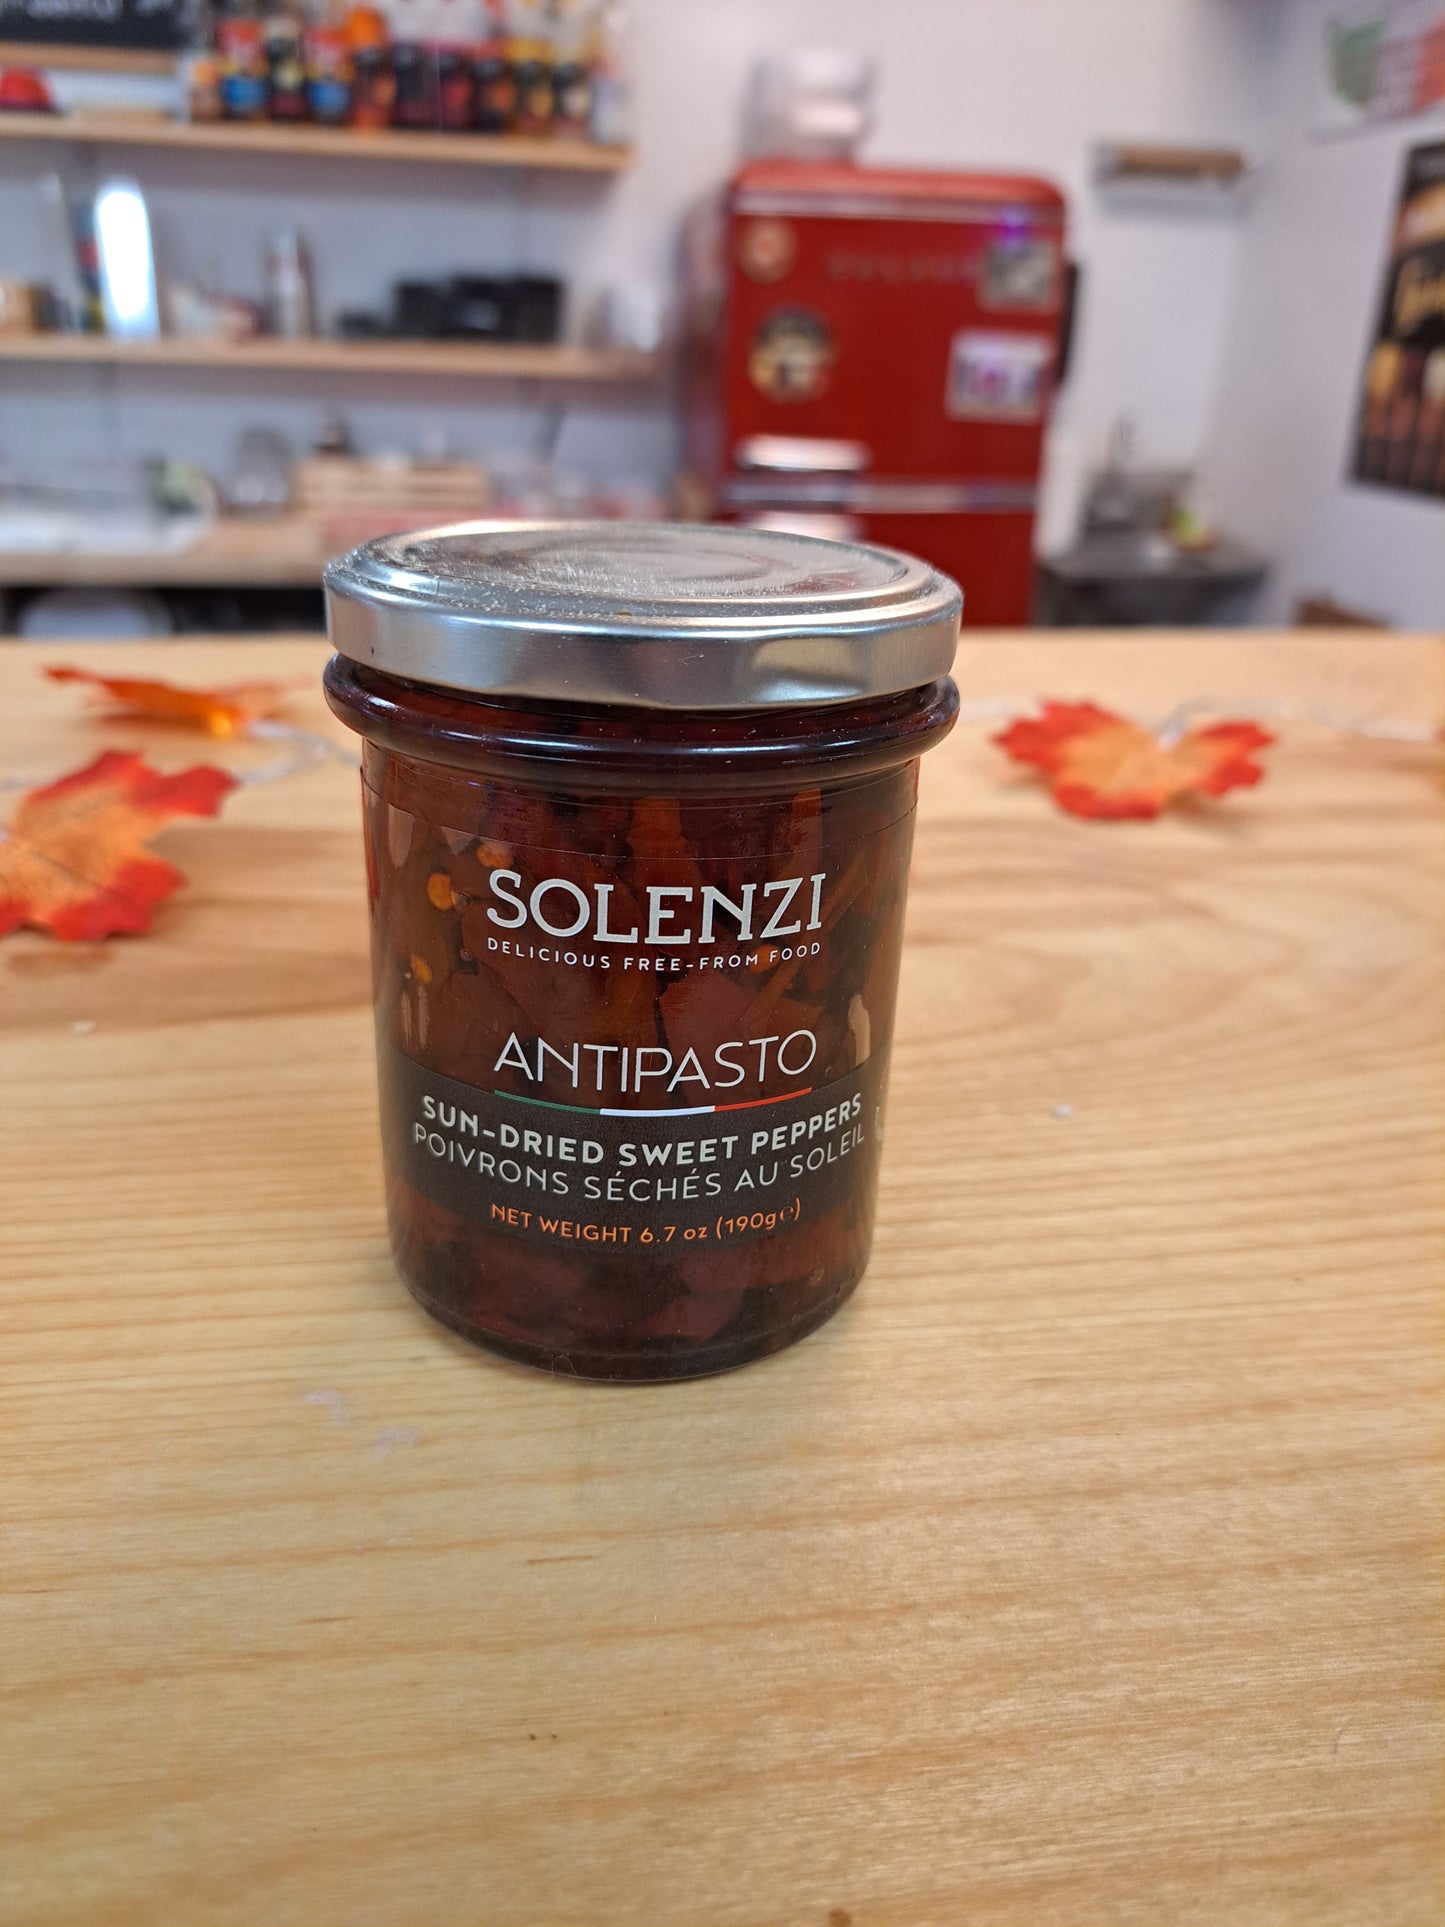 SOLENZI
DELICIOUS FREE-FROM FOOD
ANTIPASTO
SUN-DRIED SWEET PEPPERS
POIVRONS SÉCHÉS AU SOLEIL
NET WEIGHT 6.7 oz (190g℮)